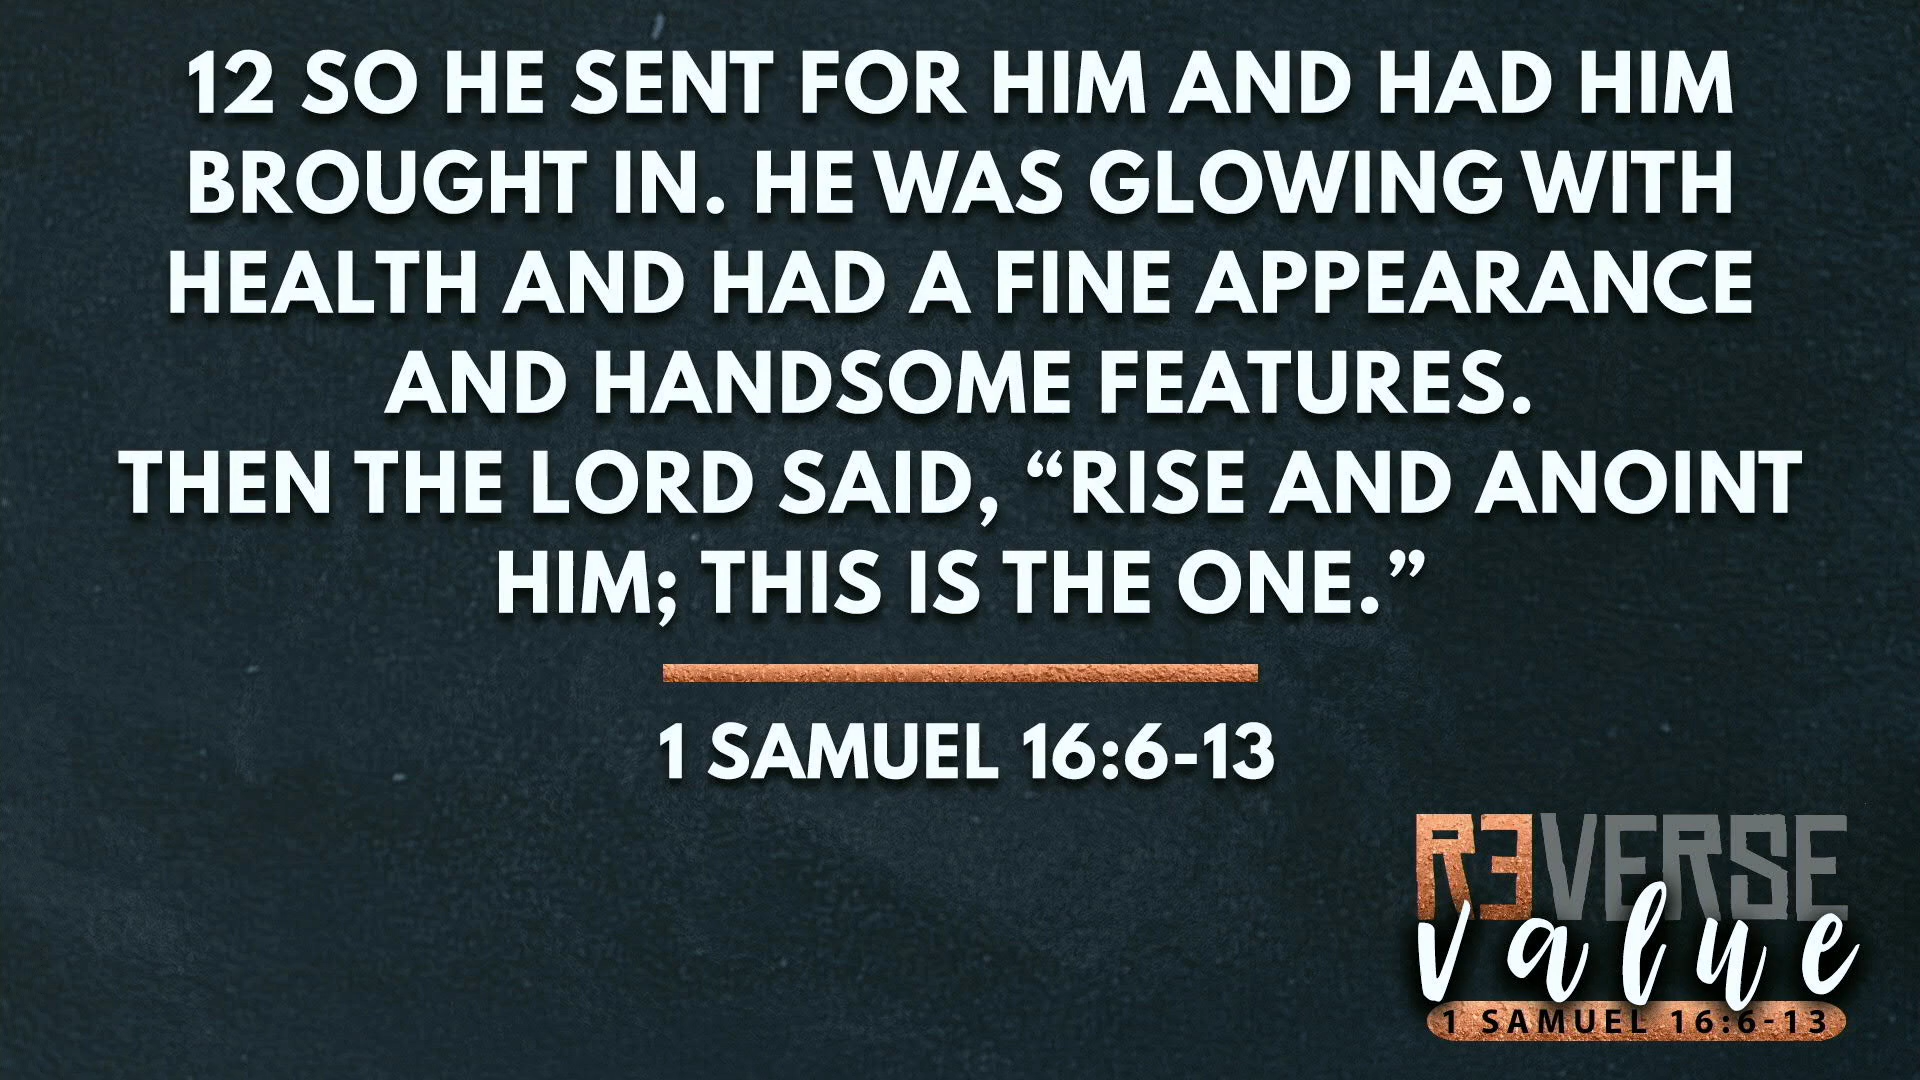 12 SO HE SENT FOR HIM AND HAD HIM
BROUGHT IN. HE WAS GLOWING WITH
HEALTH AND HAD A FINE APPEARANCE
AND HANDSOME FEATURES.
THEN THE LORD SAID, “RISE AND ANOINT
HIM; THIS IS THE ONE.”
1 SAMUEL 16:6-13
REVERSE
value
1 SAMUEL 16:6-13